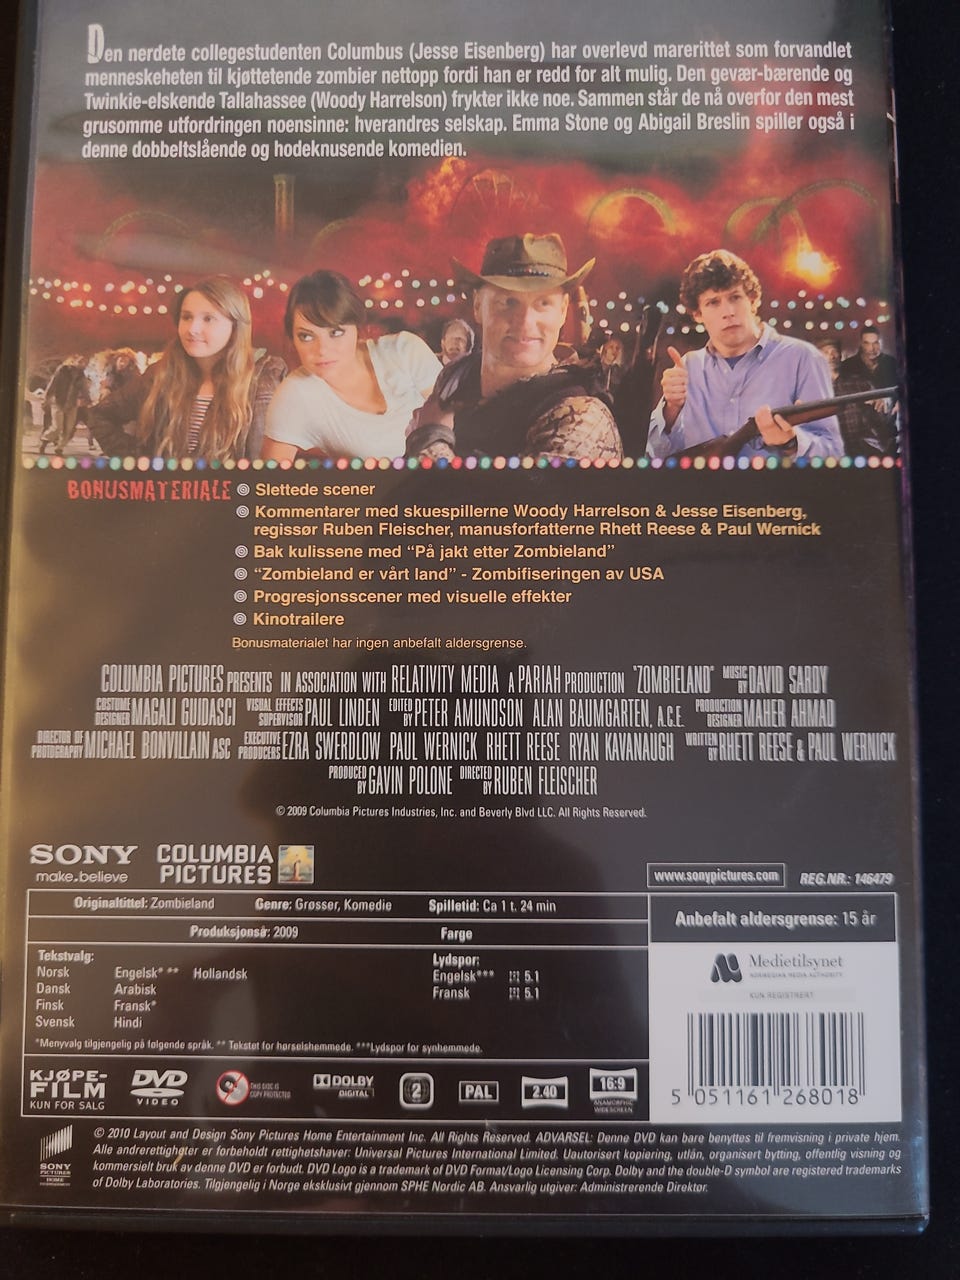 Den nerdete collegestudenten Columbus (Jesse Eisenberg) har overlevd marerittet som forvandlet
menneskeheten til kjøttetende zombier nettopp fordi han er redd for alt mulig. Den gevær-bærende og
Twinkie-elskende Tallahassee (Woody Harrelson) frykter ikke noe. Sammen står de nå overfor den mest
grusomme utfordringen noensinne: hverandres selskap. Emma Stone og Abigail Breslin spiller også i
denne dobbeltslående og hodeknusende komedien.
BONUSMATERIALE
Slettede scener
Kommentarer med skuespillerne Woody Harrelson & Jesse Eisenberg,
regissør Ruben Fleischer, manusforfatterne Rhett Reese & Paul Wernick
Bak kulissene med “På jakt etter Zombieland”
“Zombieland er vårt land” - Zombifiseringen av USA
Progresjonsscener med visuelle effekter
Kinotrailere
Bonusmaterialet har ingen anbefalt aldersgrense.
COLUMBIA PICTURES PRESENTS IN ASSOCIATION WITH RELATIVITY MEDIA A PARIAH PRODUCTION "ZOMBIELAND" MUSIC BY DAVID SARDY
COSTUME DESIGNER MAGALI GUIDASCI VISUAL EFFECTS SUPERVISOR PAUL LINDEN EDITED BY PETER AMUNDSON ALAN BAUMGARTEN, A.C.E. PRODUCTION DESIGNER MAHER AHMAD
DIRECTOR OF PHOTOGRAPHY MICHAEL BONVILLAIN ASC EXECUTIVE PRODUCERS EZRA SWERDLOW PAUL WERNICK RHETT REESE RYAN KAVANAUGH WRITTEN BY RHETT REESE & PAUL WERNICK
PRODUCED BY GAVIN POLONE DIRECTED BY RUBEN FLEISCHER
© 2009 Columbia Pictures Industries, Inc. and Beverly Blvd LLC. All Rights Reserved.
SONY
make.believe
COLUMBIA
PICTURES
www.sonypictures.com
REG.NR.: 146479
Originaltittel: Zombieland Genre: Grøsser, Komedie Spilletid: Ca 1 t. 24 min
Produksjonsår: 2009 Farge
Anbefalt aldersgrense: 15 år
Tekstvalg:
Norsk Engelsk* ** Hollandsk
Dansk Arabisk
Finsk Fransk*
Svensk Hindi
Lydspor:
Engelsk*** 5.1
Fransk 5.1
*Menyvalg tilgjengelig på følgende språk. ** Tekstet for hørselshemmede. ***Lydspor for synhemmede.
Medietilsynet
NORWEGIAN MEDIA AUTHORITY
KUN REGISTRERT
5 051161 268018
KJØPE-
FILM
KUN FOR SALG
DVD
VIDEO
THIS DISC IS
COPY PROTECTED
DOLBY
DIGITAL
2
PAL
2.40
16:9
ANAMORPHIC
WIDESCREEN
SONY
PICTURES
HOME
ENTERTAINMENT
© 2010 Layout and Design Sony Pictures Home Entertainment Inc. All Rights Reserved. ADVARSEL: Denne DVD kan bare benyttes til fremvisning i private hjem.
Alle andrerettigheter er forbeholdt rettighetshaver: Universal Pictures International Limited. Uautorisert kopiering, utlån, organisert bytting, offentlig visning og
kommersielt bruk av denne DVD er forbudt. DVD Logo is a trademark of DVD Format/Logo Licensing Corp. Dolby and the double-D symbol are registered trademarks
of Dolby Laboratories. Tilgjengelig i Norge eksklusivt gjennom SPHE Nordic AB. Ansvarlig utgiver: Administrerende Direktør.